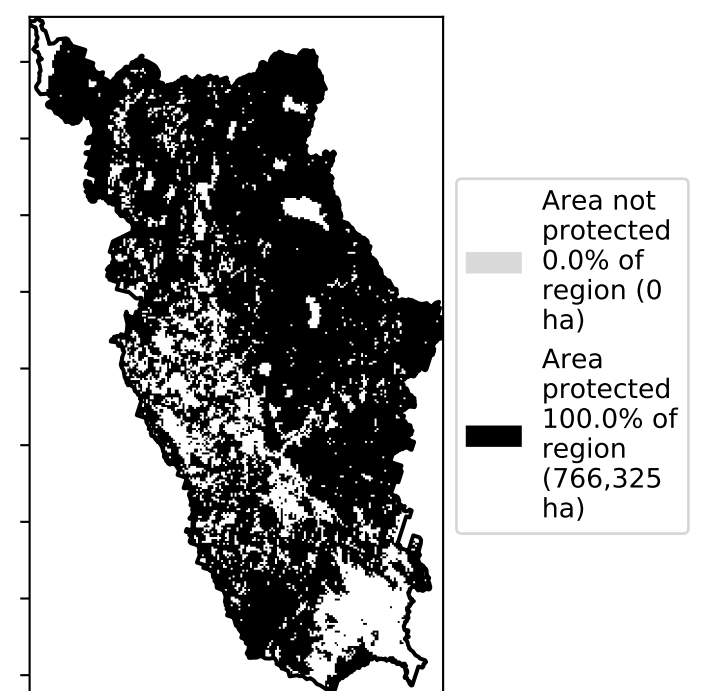 Area not
protected
0.0% of
region (0
ha)
Area
protected
100.0% of
region
(766,325
ha)